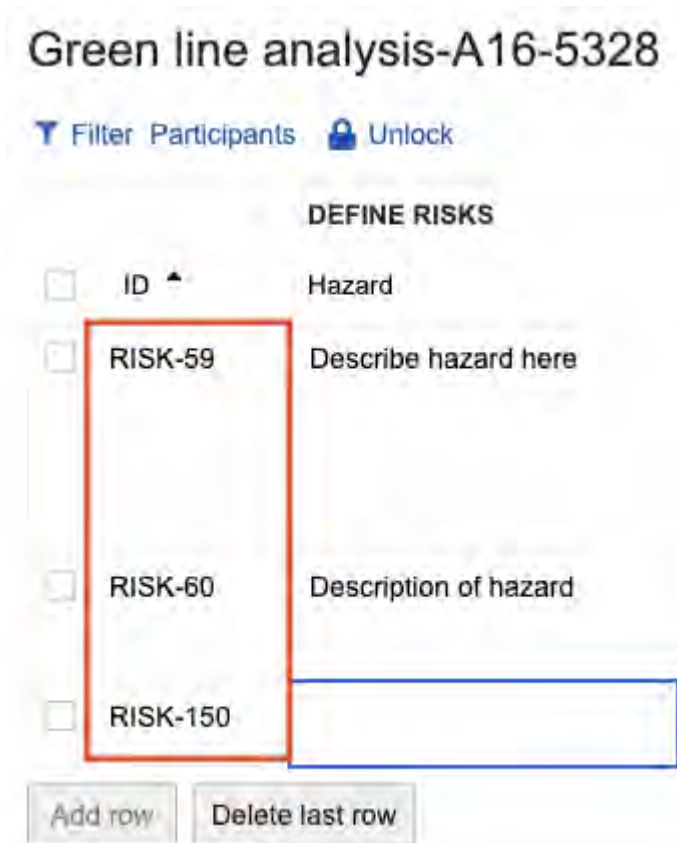 Green line analysis-A16-5328
Filter Participants Unlock
DEFINE RISKS
ID Hazard
RISK-59 Describe hazard here
RISK-60 Description of hazard
RISK-150
Add row Delete last row